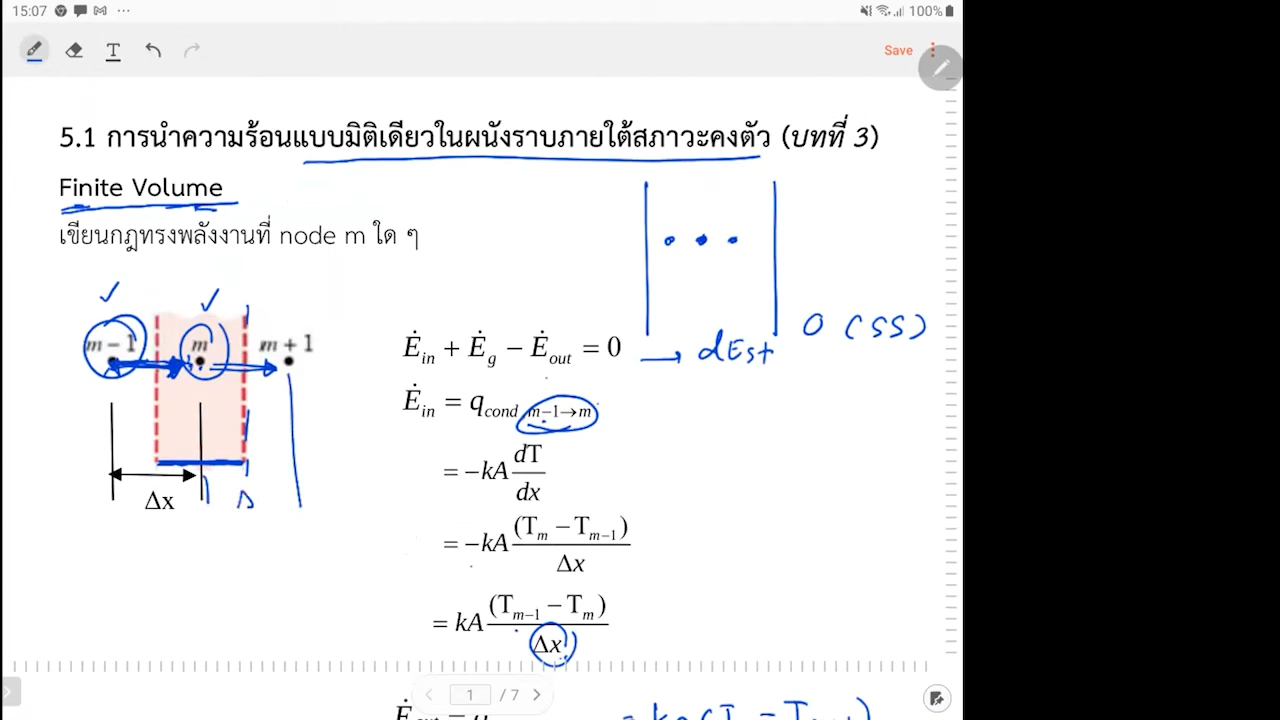 15:07 100%
T Save
5.1 การนำความร้อนแบบมิติเดียวในผนังราบภายใต้สภาวะคงตัว (บทที่ 3)
Finite Volume
เขียนกฎทรงพลังงานที่ node m ใด ๆ
m − 1 m m + 1
Δx
Ė_in + Ė_g − Ė_out = 0 → dEst 0 (SS)
Ė_in = q_cond m−1→m
= −kA dT/dx
= −kA (T_m − T_m−1)/Δx
= kA (T_m−1 − T_m)/Δx
1 / 7